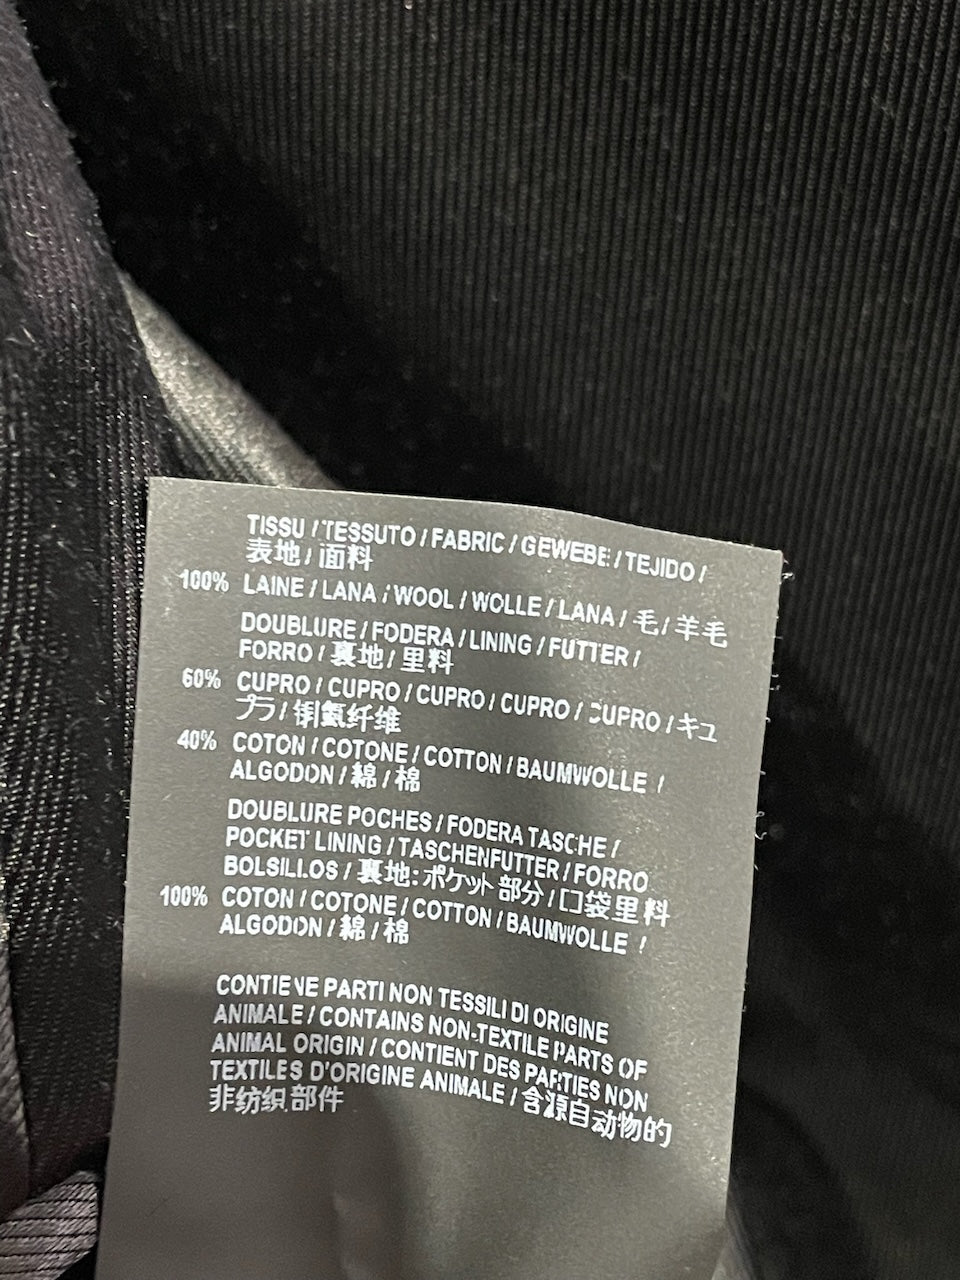 TISSU / TESSUTO / FABRIC / GEWEBE / TEJIDO /
表地 / 面料
100% LAINE / LANA / WOOL / WOLLE / LANA / 毛 / 羊毛
DOUBLURE / FODERA / LINING / FUTTER /
FORRO / 裏地 / 里料
60% CUPRO / CUPRO / CUPRO / CUPRO / CUPRO / キュ
プラ / 铜氨纤维
40% COTON / COTONE / COTTON / BAUMWOLLE /
ALGODON / 綿 / 棉
DOUBLURE POCHES / FODERA TASCHE /
POCKET LINING / TASCHENFUTTER / FORRO
BOLSILLOS / 裏地:ポケット部分 / 口袋里料
100% COTON / COTONE / COTTON / BAUMWOLLE /
ALGODON / 綿 / 棉
CONTIENE PARTI NON TESSILI DI ORIGINE
ANIMALE / CONTAINS NON-TEXTILE PARTS OF
ANIMAL ORIGIN / CONTIENT DES PARTIES NON
TEXTILES D'ORIGINE ANIMALE / 含源自动物的
非纺织部件